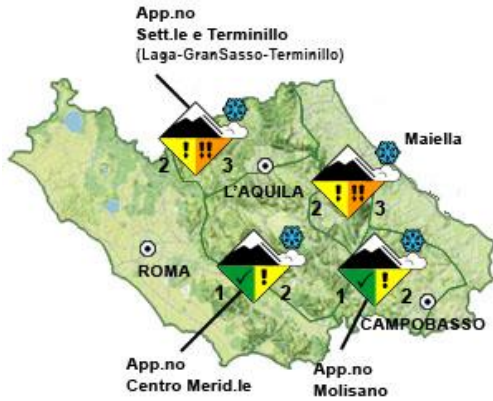 App.no
Sett.le e Terminillo
(Laga-GranSasso-Terminillo)
Maiella
! !!
2 3
L'AQUILA
! !!
2 3
ROMA
!
1 2
!
1 2
CAMPOBASSO
App.no
Centro Merid.le
App.no
Molisano